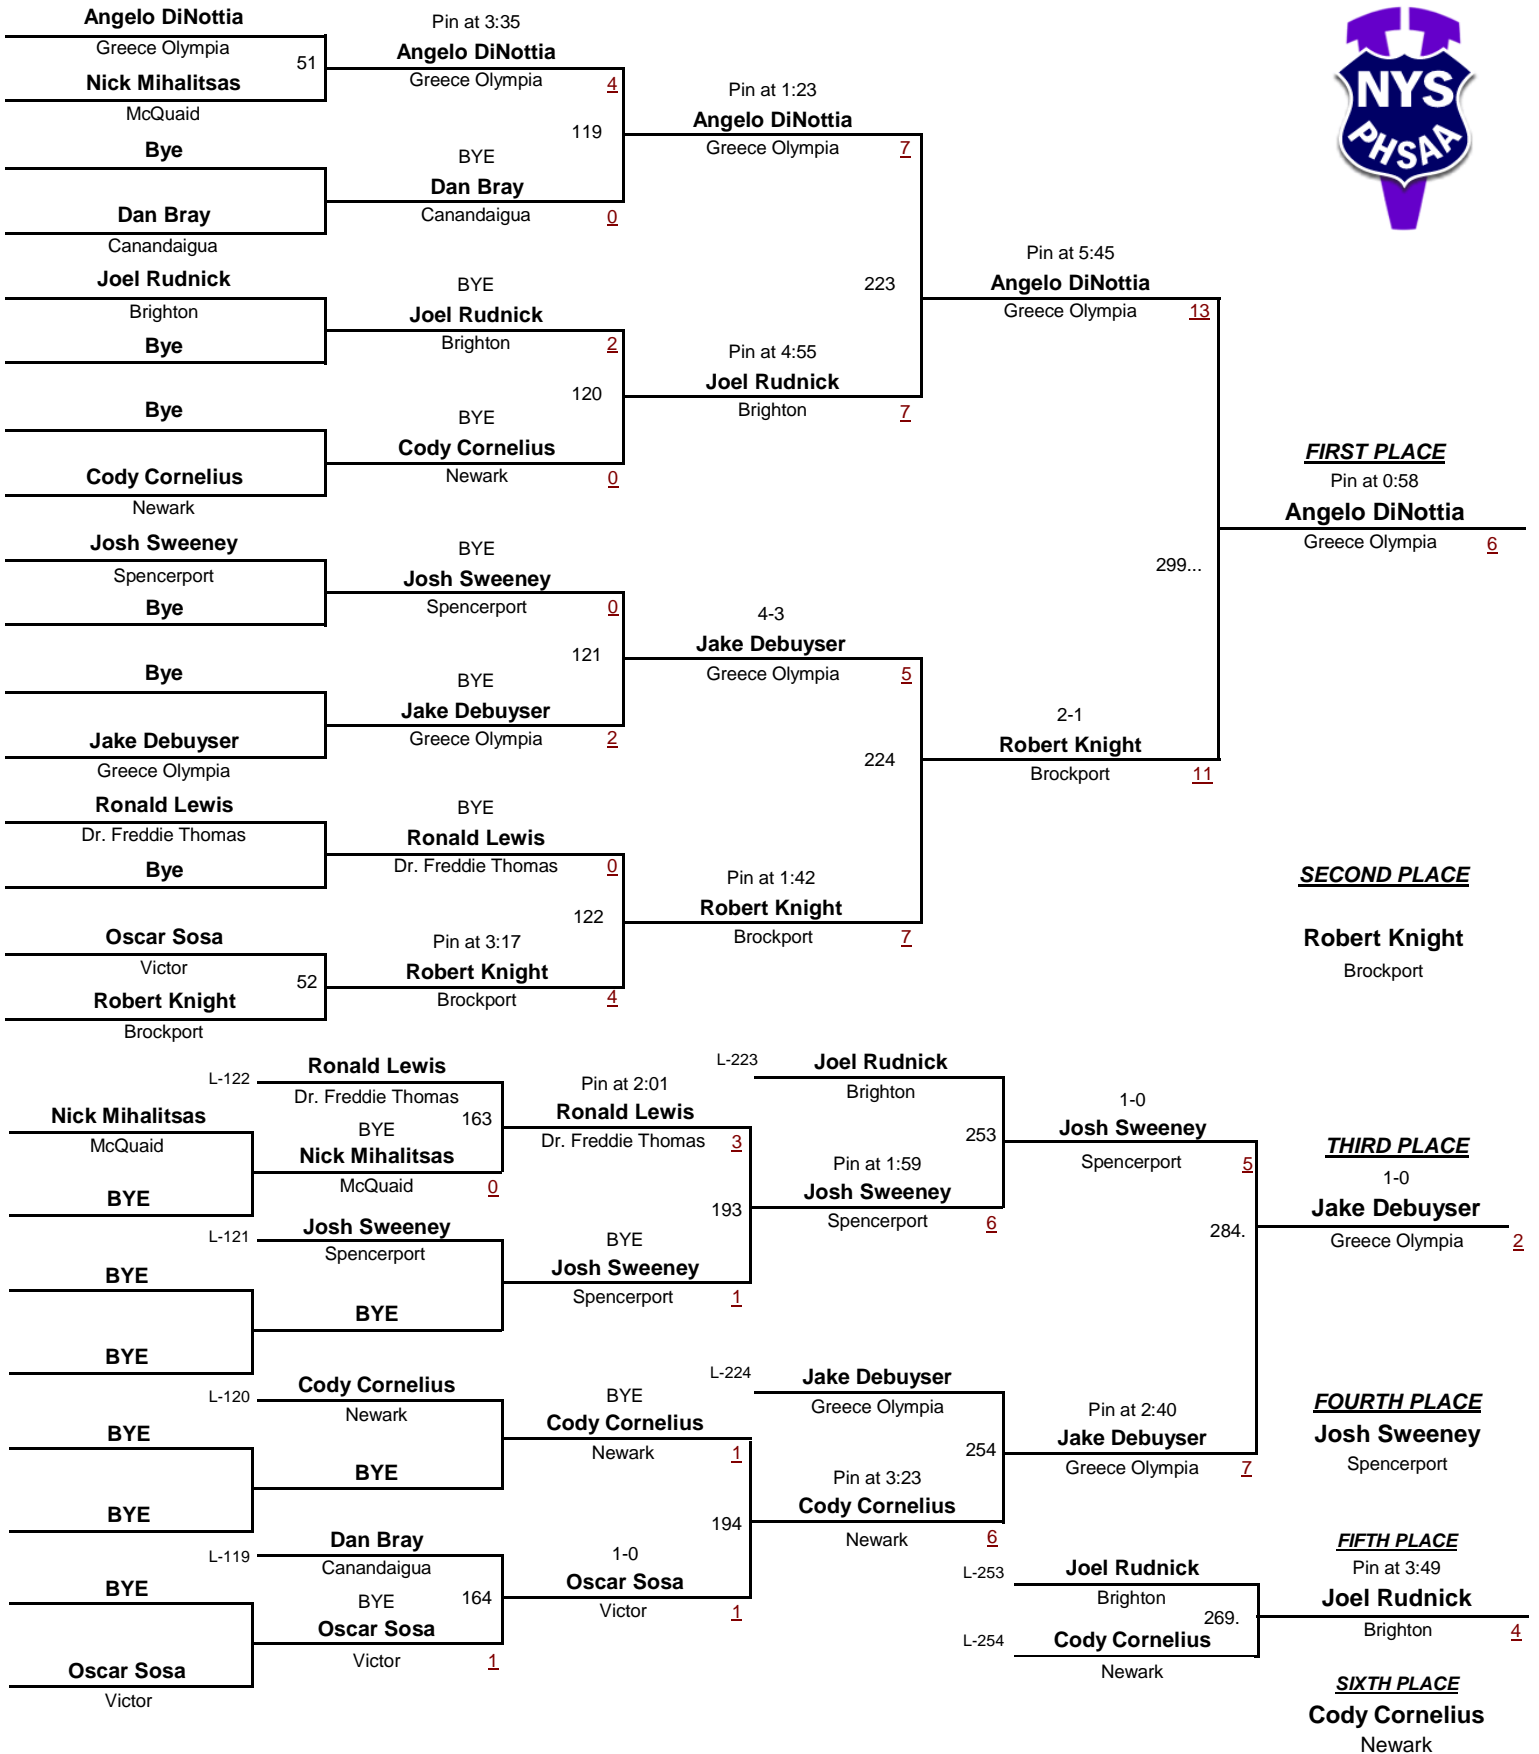 Angelo DiNottia
Greece Olympia
51
Nick Mihalitsas
McQuaid
Bye
Dan Bray
Canandaigua
Joel Rudnick
Brighton
Bye
Bye
Cody Cornelius
Newark
Josh Sweeney
Spencerport
Bye
Bye
Jake Debuyser
Greece Olympia
Ronald Lewis
Dr. Freddie Thomas
Bye
Oscar Sosa
Victor
52
Robert Knight
Brockport
Pin at 3:35
Angelo DiNottia
Greece Olympia 4
119
BYE
Dan Bray
Canandaigua 0
BYE
Joel Rudnick
Brighton 2
120
BYE
Cody Cornelius
Newark 0
BYE
Josh Sweeney
Spencerport 0
121
BYE
Jake Debuyser
Greece Olympia 2
BYE
Ronald Lewis
Dr. Freddie Thomas 0
122
Pin at 3:17
Robert Knight
Brockport 4
Pin at 1:23
Angelo DiNottia
Greece Olympia 7
223
Pin at 4:55
Joel Rudnick
Brighton 7
4-3
Jake Debuyser
Greece Olympia 5
224
Pin at 1:42
Robert Knight
Brockport 7
Pin at 5:45
Angelo DiNottia
Greece Olympia 13
299...
2-1
Robert Knight
Brockport 11
NYS
PHSAA
FIRST PLACE
Pin at 0:58
Angelo DiNottia
Greece Olympia 6
SECOND PLACE
Robert Knight
Brockport
Nick Mihalitsas
McQuaid
BYE
BYE
BYE
BYE
BYE
BYE
Oscar Sosa
Victor
L-122 Ronald Lewis
Dr. Freddie Thomas
163
BYE
Nick Mihalitsas
McQuaid 0
L-121 Josh Sweeney
Spencerport
BYE
L-120 Cody Cornelius
Newark
BYE
L-119 Dan Bray
Canandaigua
164
BYE
Oscar Sosa
Victor 1
Pin at 2:01
Ronald Lewis
Dr. Freddie Thomas 3
193
BYE
Josh Sweeney
Spencerport 1
BYE
Cody Cornelius
Newark 1
194
1-0
Oscar Sosa
Victor 1
L-223 Joel Rudnick
Brighton
253
Pin at 1:59
Josh Sweeney
Spencerport 6
L-224 Jake Debuyser
Greece Olympia
254
Pin at 3:23
Cody Cornelius
Newark 6
1-0
Josh Sweeney
Spencerport 5
284.
Pin at 2:40
Jake Debuyser
Greece Olympia 7
L-253 Joel Rudnick
Brighton
269.
L-254 Cody Cornelius
Newark
THIRD PLACE
1-0
Jake Debuyser
Greece Olympia 2
FOURTH PLACE
Josh Sweeney
Spencerport
FIFTH PLACE
Pin at 3:49
Joel Rudnick
Brighton 4
SIXTH PLACE
Cody Cornelius
Newark